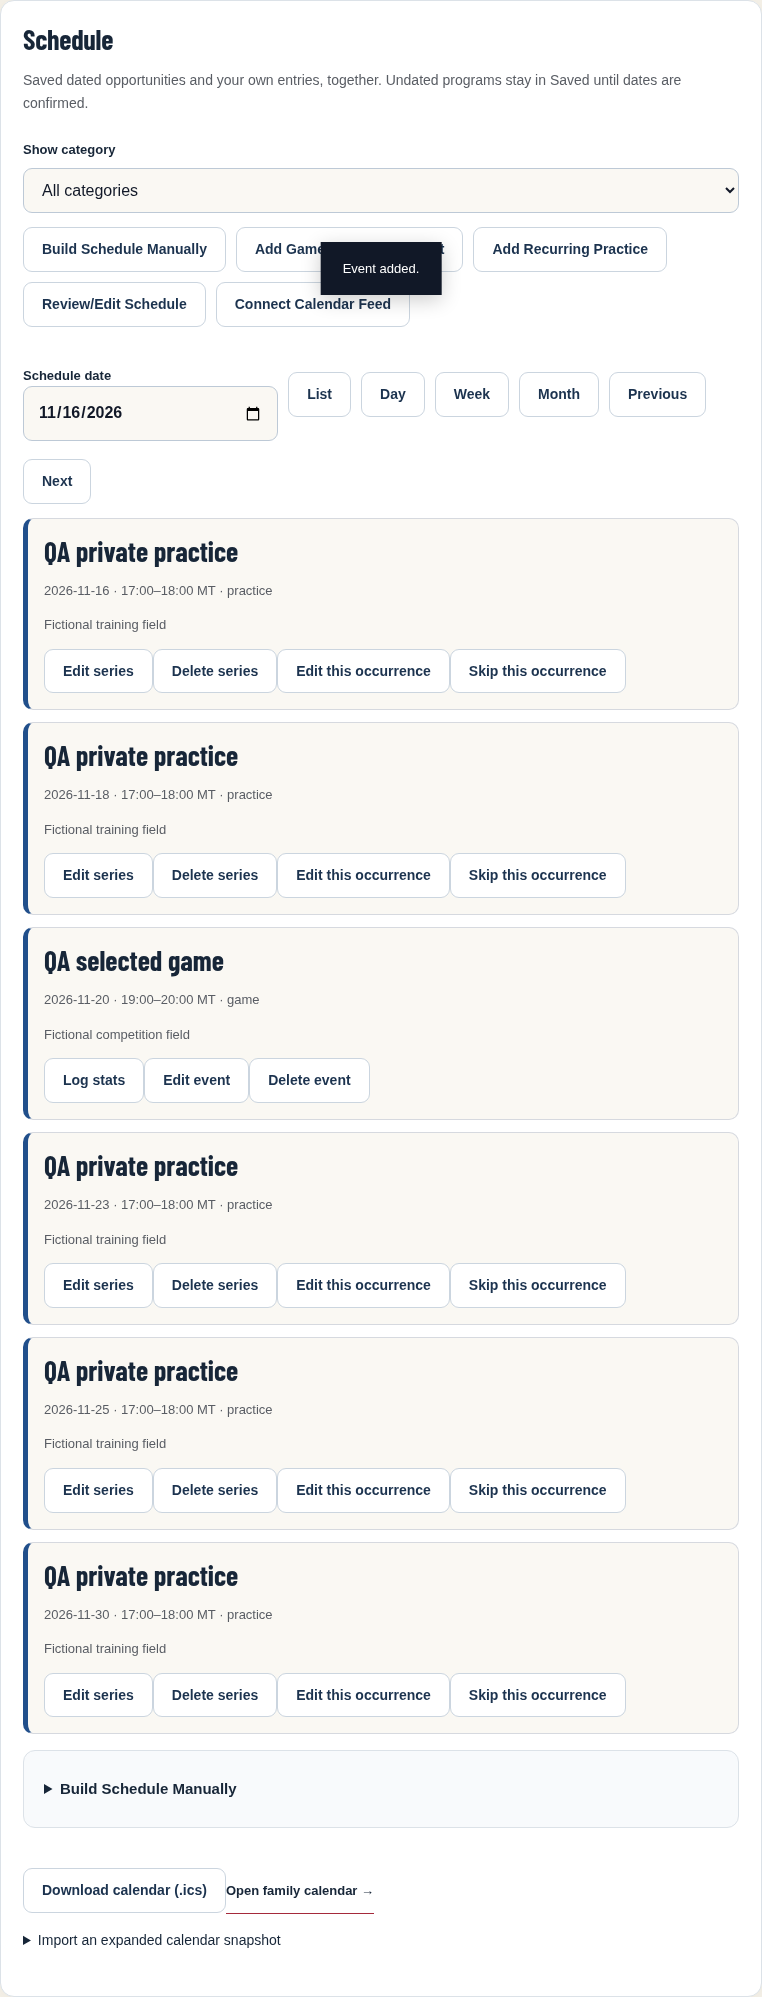 Schedule
Saved dated opportunities and your own entries, together. Undated programs stay in Saved until dates are
confirmed.
Show category
All categories
Build Schedule Manually
Add Game
Add Recurring Practice
Event added.
Review/Edit Schedule
Connect Calendar Feed
Schedule date
11/16/2026
List
Day
Week
Month
Previous
Next
QA private practice
2026-11-16 · 17:00–18:00 MT · practice
Fictional training field
Edit series
Delete series
Edit this occurrence
Skip this occurrence
QA private practice
2026-11-18 · 17:00–18:00 MT · practice
Fictional training field
Edit series
Delete series
Edit this occurrence
Skip this occurrence
QA selected game
2026-11-20 · 19:00–20:00 MT · game
Fictional competition field
Log stats
Edit event
Delete event
QA private practice
2026-11-23 · 17:00–18:00 MT · practice
Fictional training field
Edit series
Delete series
Edit this occurrence
Skip this occurrence
QA private practice
2026-11-25 · 17:00–18:00 MT · practice
Fictional training field
Edit series
Delete series
Edit this occurrence
Skip this occurrence
QA private practice
2026-11-30 · 17:00–18:00 MT · practice
Fictional training field
Edit series
Delete series
Edit this occurrence
Skip this occurrence
Build Schedule Manually
Download calendar (.ics)
Open family calendar →
Import an expanded calendar snapshot